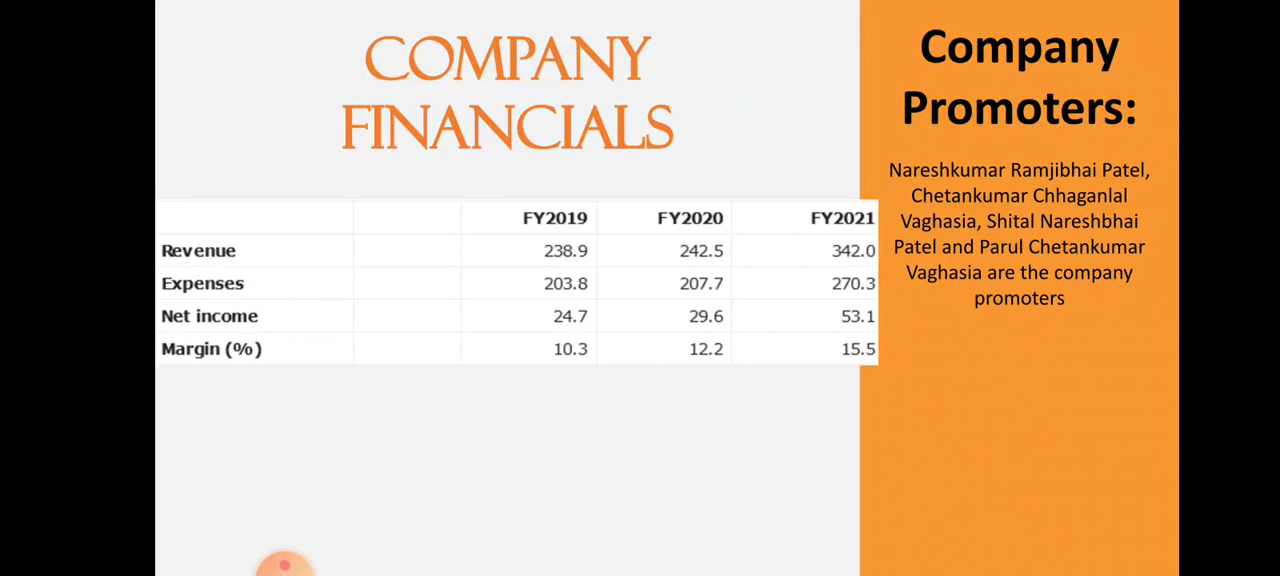 COMPANY
FINANCIALS
FY2019 FY2020 FY2021
Revenue 238.9 242.5 342.0
Expenses 203.8 207.7 270.3
Net income 24.7 29.6 53.1
Margin (%) 10.3 12.2 15.5
Company
Promoters:
Nareshkumar Ramjibhai Patel,
Chetankumar Chhaganlal
Vaghasia, Shital Nareshbhai
Patel and Parul Chetankumar
Vaghasia are the company
promoters